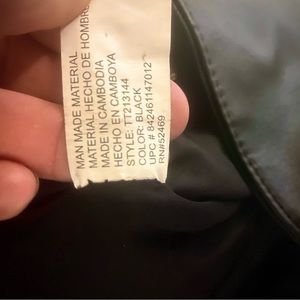 MAN MADE MATERIAL
MATERIAL HECHO DE HOMBRE
MADE IN CAMBODIA
HECHO EN CAMBOYA
STYLE: TT213144
COLOR: BLACK
UPC # 842461147012
RN#52469